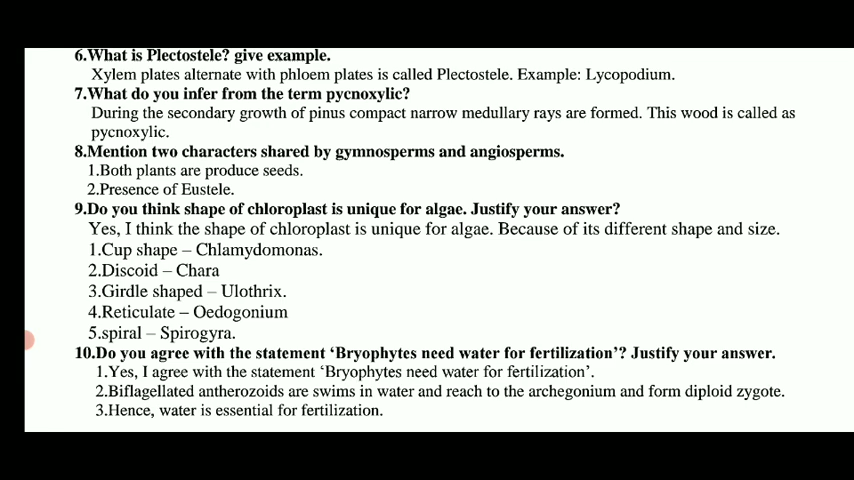 6.What is Plectostele? give example.
Xylem plates alternate with phloem plates is called Plectostele. Example: Lycopodium.
7.What do you infer from the term pycnoxylic?
During the secondary growth of pinus compact narrow medullary rays are formed. This wood is called as
pycnoxylic.
8.Mention two characters shared by gymnosperms and angiosperms.
1.Both plants are produce seeds.
2.Presence of Eustele.
9.Do you think shape of chloroplast is unique for algae. Justify your answer?
Yes, I think the shape of chloroplast is unique for algae. Because of its different shape and size.
1.Cup shape – Chlamydomonas.
2.Discoid – Chara
3.Girdle shaped – Ulothrix.
4.Reticulate – Oedogonium
5.spiral – Spirogyra.
10.Do you agree with the statement ‘Bryophytes need water for fertilization’? Justify your answer.
1.Yes, I agree with the statement ‘Bryophytes need water for fertilization’.
2.Biflagellated antherozoids are swims in water and reach to the archegonium and form diploid zygote.
3.Hence, water is essential for fertilization.